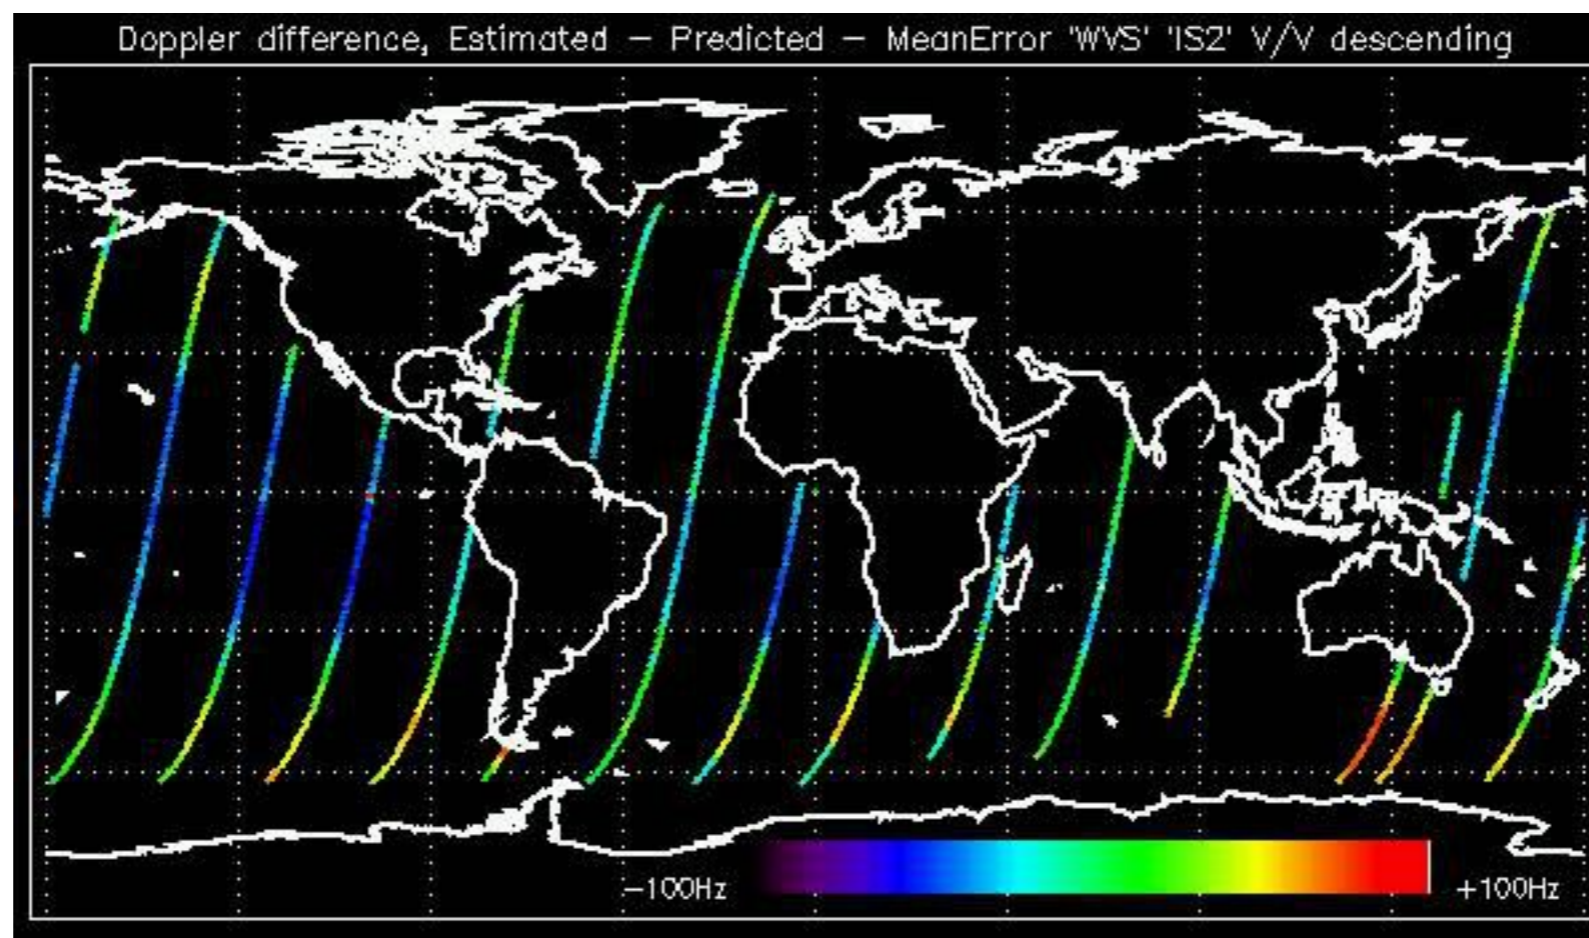 Doppler difference, Estimated - Predicted - MeanError 'WVS' 'IS2' V/V descending
-100Hz
+100Hz